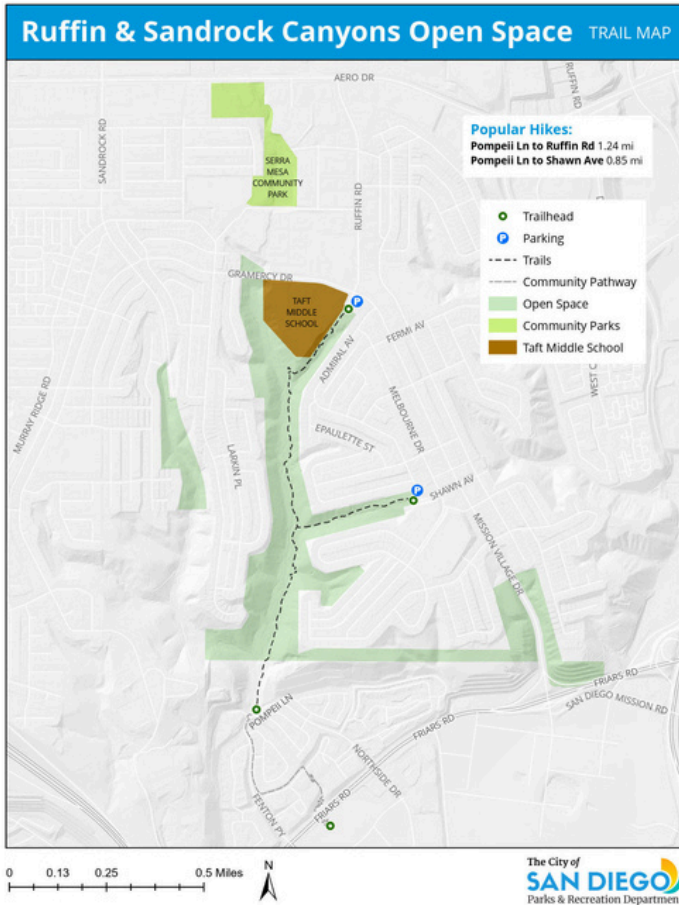 Ruffin & Sandrock Canyons Open Space TRAIL MAP
AERO DR
RUFFIN RD
SANDROCK RD
Popular Hikes:
Pompeii Ln to Ruffin Rd 1.24 mi
Pompeii Ln to Shawn Ave 0.85 mi
SERRA
MESA
COMMUNITY
PARK
RUFFIN RD
Trailhead
P Parking
Trails
Community Pathway
Open Space
Community Parks
Taft Middle School
GRAMERCY DR
TAFT
MIDDLE
SCHOOL
P
ADMIRAL AV
FERMI AV
WEST C
MURRAY RIDGE RD
MELBOURNE DR
EPAULETTE ST
LARKIN PL
P
SHAWN AV
MISSION VILLAGE DR
FRIARS RD
SAN DIEGO MISSION RD
POMPEII LN
FRIARS RD
NORTHSIDE DR
FENTON PY
FRIARS RD
0 0.13 0.25 0.5 Miles
N
The City of
SAN DIEGO
Parks & Recreation Departmen